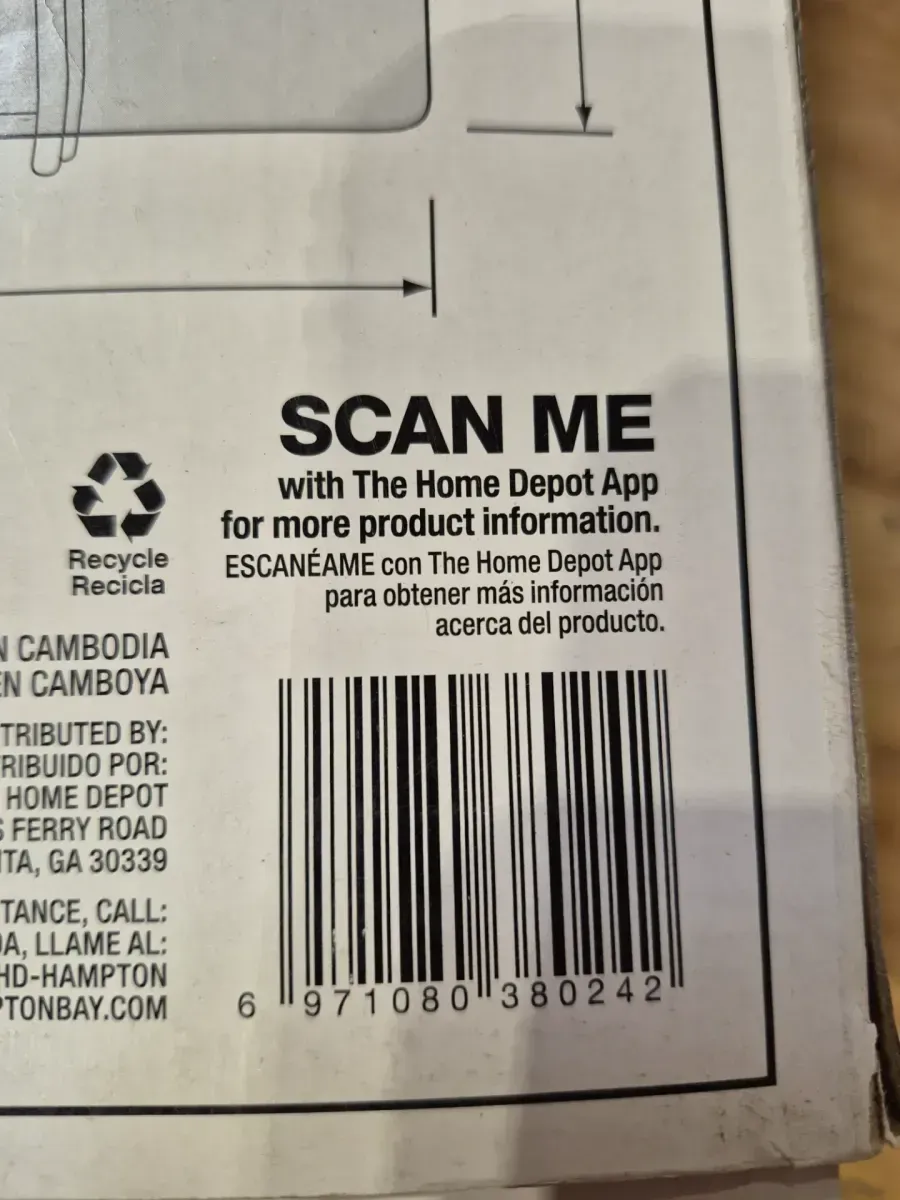 SCAN ME
with The Home Depot App
for more product information.
ESCANÉAME con The Home Depot App
para obtener más información
acerca del producto.
Recycle
Recicla
N CAMBODIA
EN CAMBOYA
TRIBUTED BY:
RIBUIDO POR:
HOME DEPOT
S FERRY ROAD
TA, GA 30339
TANCE, CALL:
DA, LLAME AL:
HD-HAMPTON
PTONBAY.COM
6 971080 380242